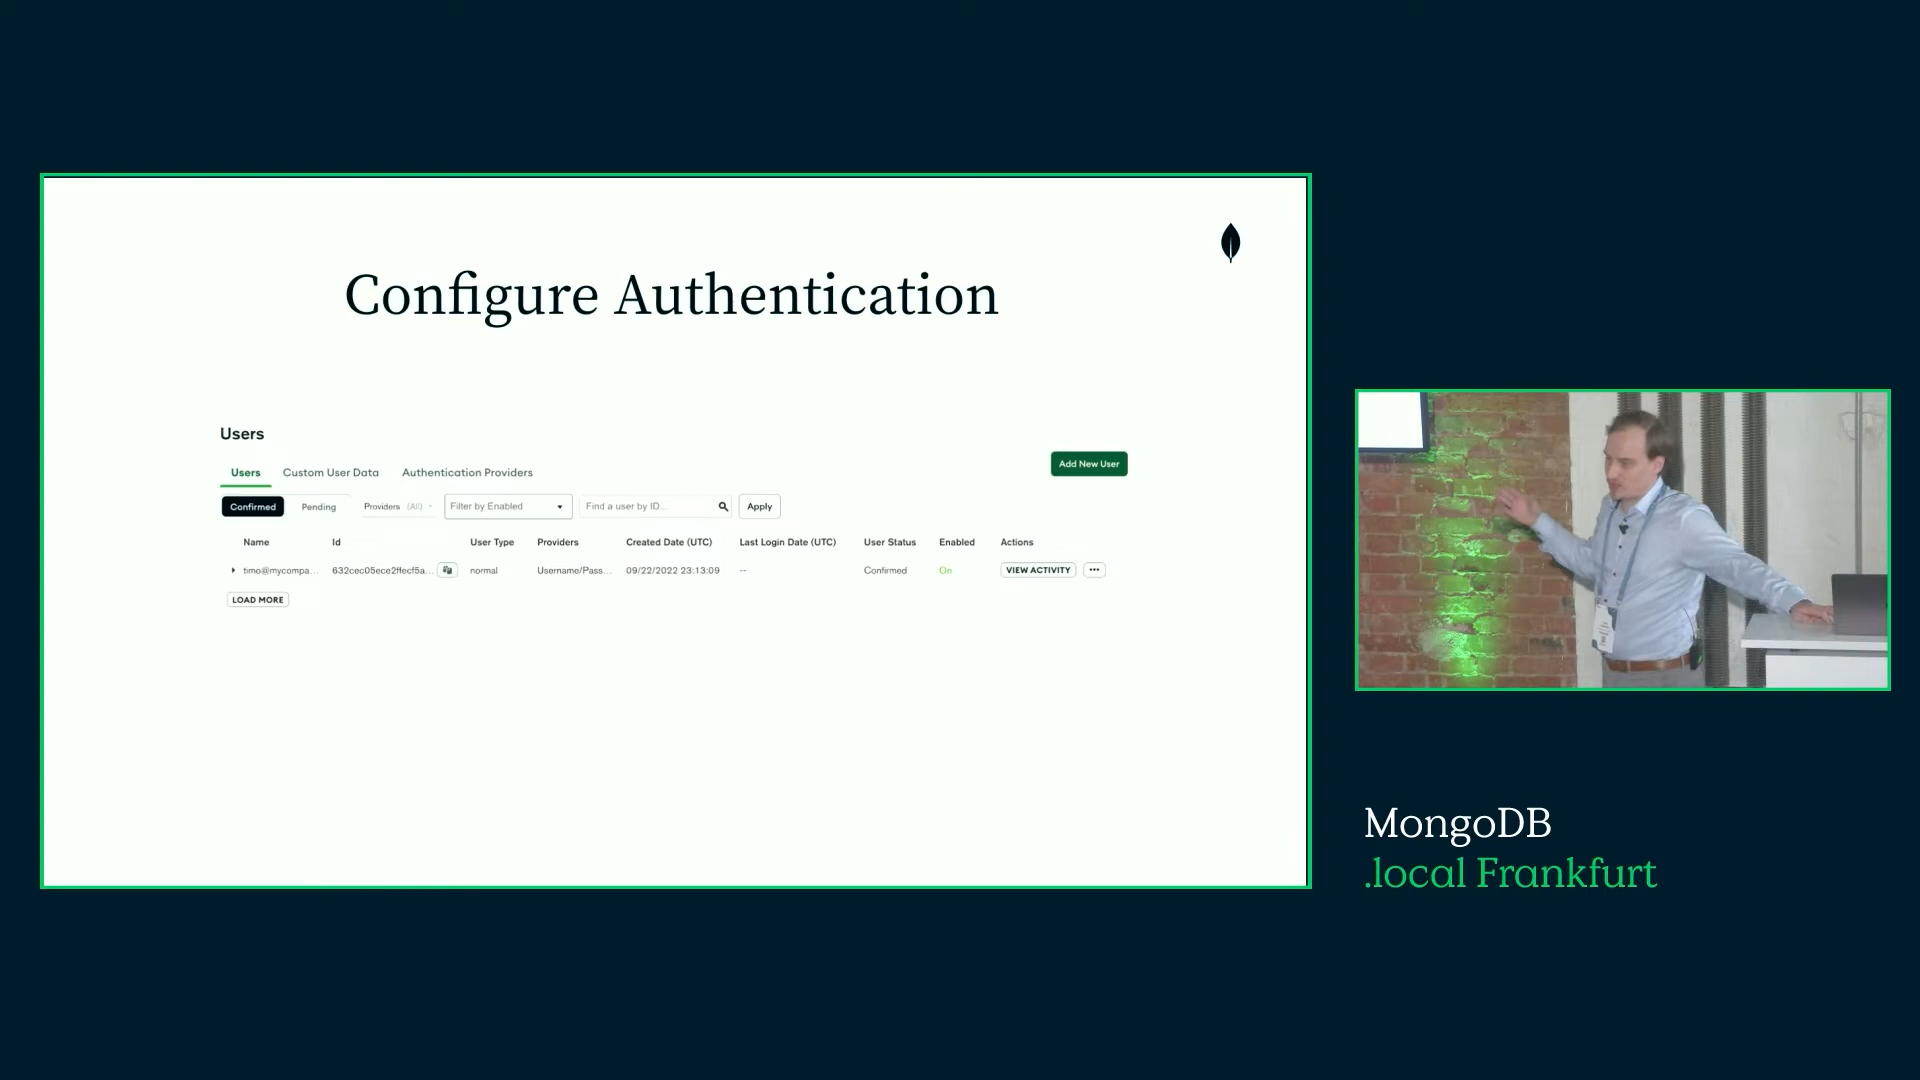 Configure Authentication
Users
Users Custom User Data Authentication Providers Add New User
Confirmed Pending Providers (All) Filter by Enabled Find a user by ID... Apply
Name Id User Type Providers Created Date (UTC) Last Login Date (UTC) User Status Enabled Actions
timo@mycompa... 632cec05ece2ffecf5a... normal Username/Pass... 09/22/2022 23:13:09 -- Confirmed On VIEW ACTIVITY •••
LOAD MORE
MongoDB
.local Frankfurt